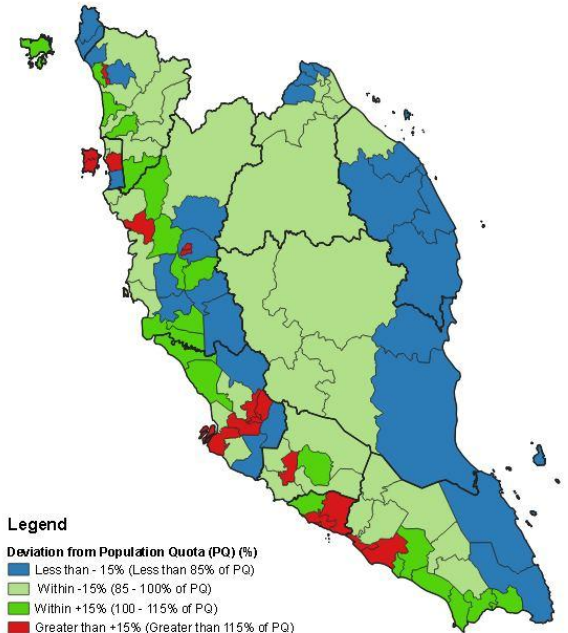 Legend
Deviation from Population Quota (PQ) (%)
Less than - 15% (Less than 85% of PQ)
Within -15% (85 - 100% of PQ)
Within +15% (100 - 115% of PQ)
Greater than +15% (Greater than 115% of PQ)